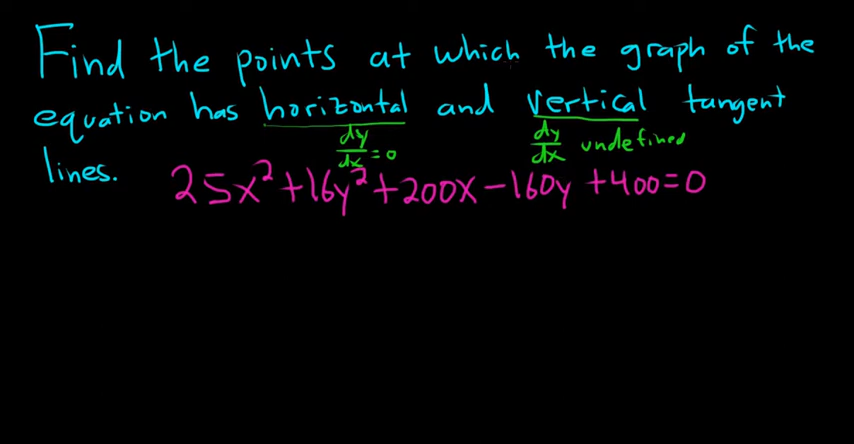 Find the points at which the graph of the
equation has horizontal and vertical tangent
dy/dx = 0 dy/dx undefined
lines.
25x² + 16y² + 200x - 160y + 400 = 0